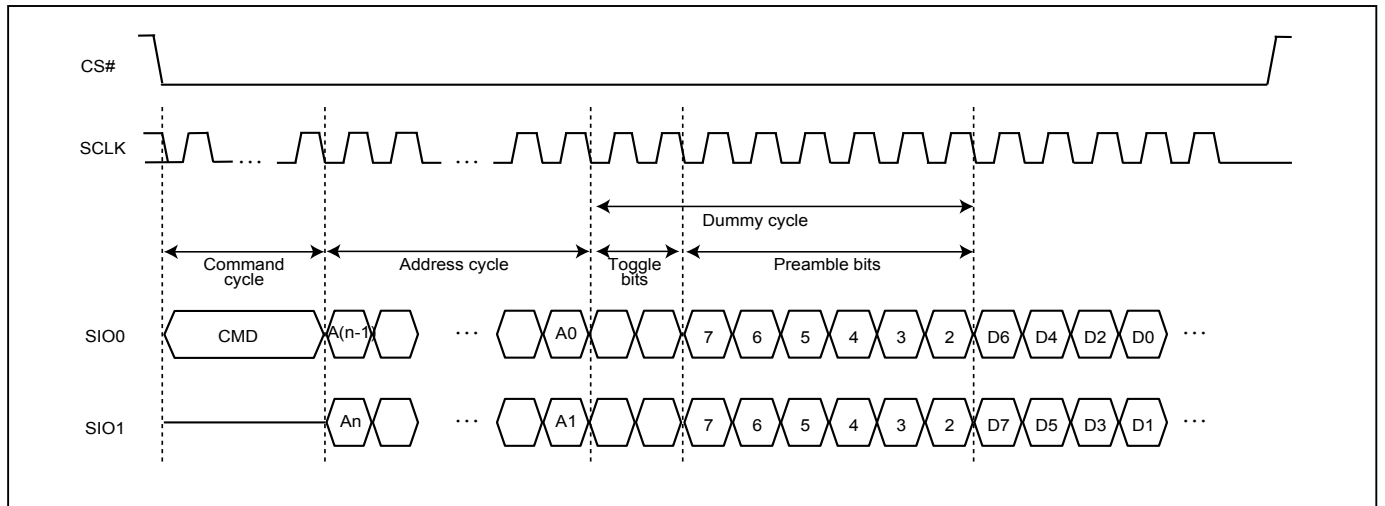 CS#
SCLK
...
...
Dummy cycle
Command cycle
Address cycle
Toggle bits
Preamble bits
SIO0
CMD
A(n-1)
...
A0
7 6 5 4 3 2
D6 D4 D2 D0 ...
SIO1
An
...
A1
7 6 5 4 3 2
D7 D5 D3 D1 ...